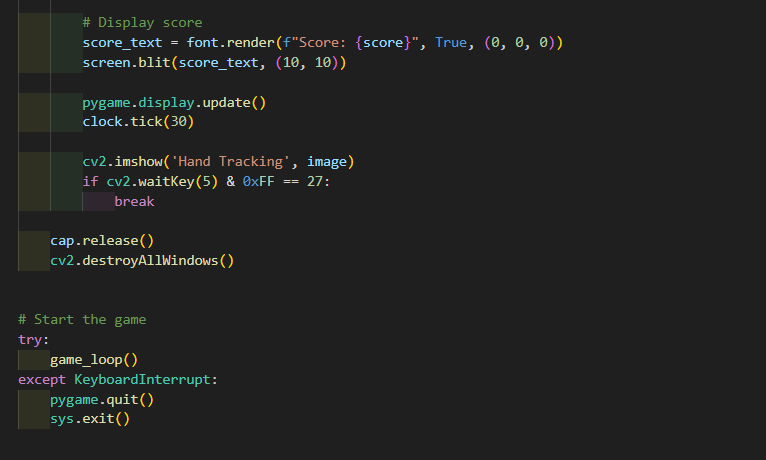 # Display score
score_text = font.render(f"Score: {score}", True, (0, 0, 0))
screen.blit(score_text, (10, 10))
pygame.display.update()
clock.tick(30)
cv2.imshow('Hand Tracking', image)
if cv2.waitKey(5) & 0xFF == 27:
break
cap.release()
cv2.destroyAllWindows()
# Start the game
try:
game_loop()
except KeyboardInterrupt:
pygame.quit()
sys.exit()